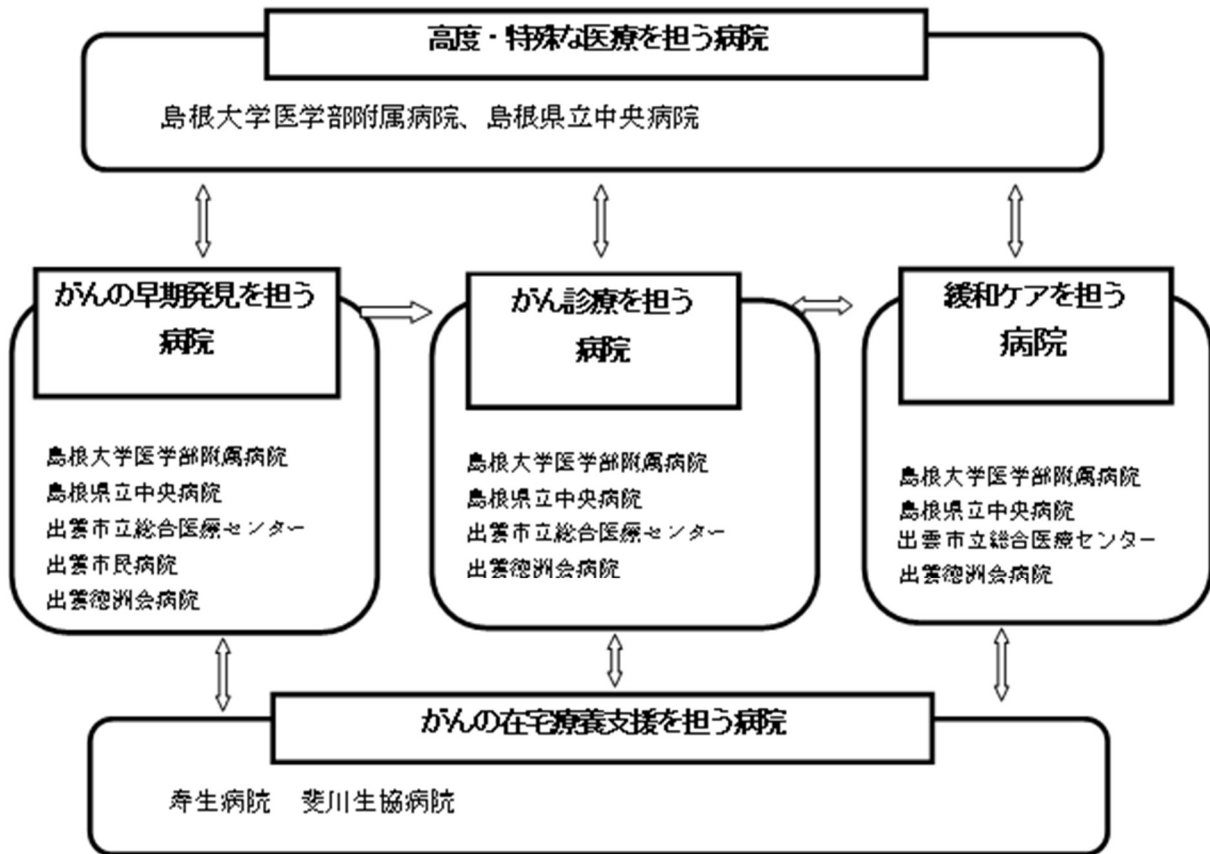 高度・特殊な医療を担う病院
島根大学医学部附属病院、島根県立中央病院
がんの早期発見を担う
病院
島根大学医学部附属病院
島根県立中央病院
出雲市立総合医療センター
出雲市民病院
出雲徳洲会病院
がん診療を担う
病院
島根大学医学部附属病院
島根県立中央病院
出雲市立総合医療センター
出雲徳洲会病院
緩和ケアを担う
病院
島根大学医学部附属病院
島根県立中央病院
出雲市立総合医療センター
出雲徳洲会病院
がんの在宅療養支援を担う病院
寿生病院 斐川生協病院